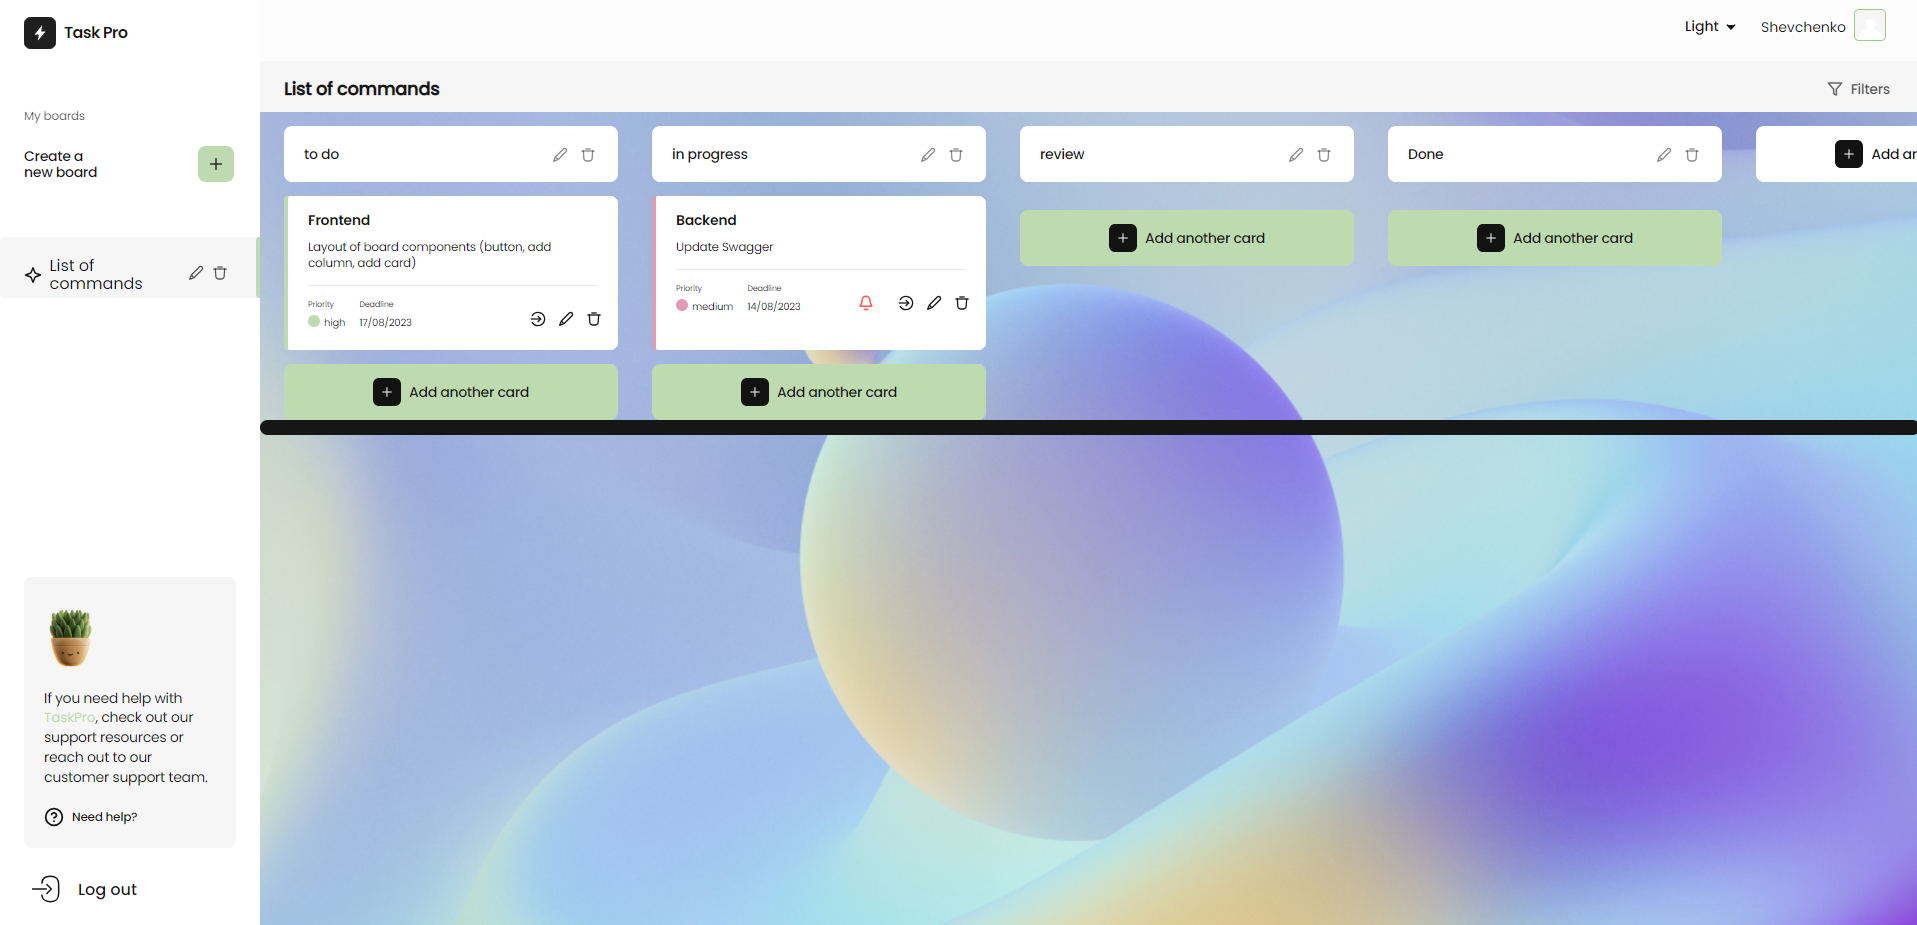 Task Pro
Light
Shevchenko
My boards
Create a
new board
List of
commands
If you need help with
TaskPro, check out our
support resources or
reach out to our
customer support team.
Need help?
Log out
List of commands
Filters
to do
Frontend
Layout of board components (button, add
column, add card)
Priority
Deadline
high
17/08/2023
Add another card
in progress
Backend
Update Swagger
Priority
Deadline
medium
14/08/2023
Add another card
review
Add another card
Done
Add another card
Add